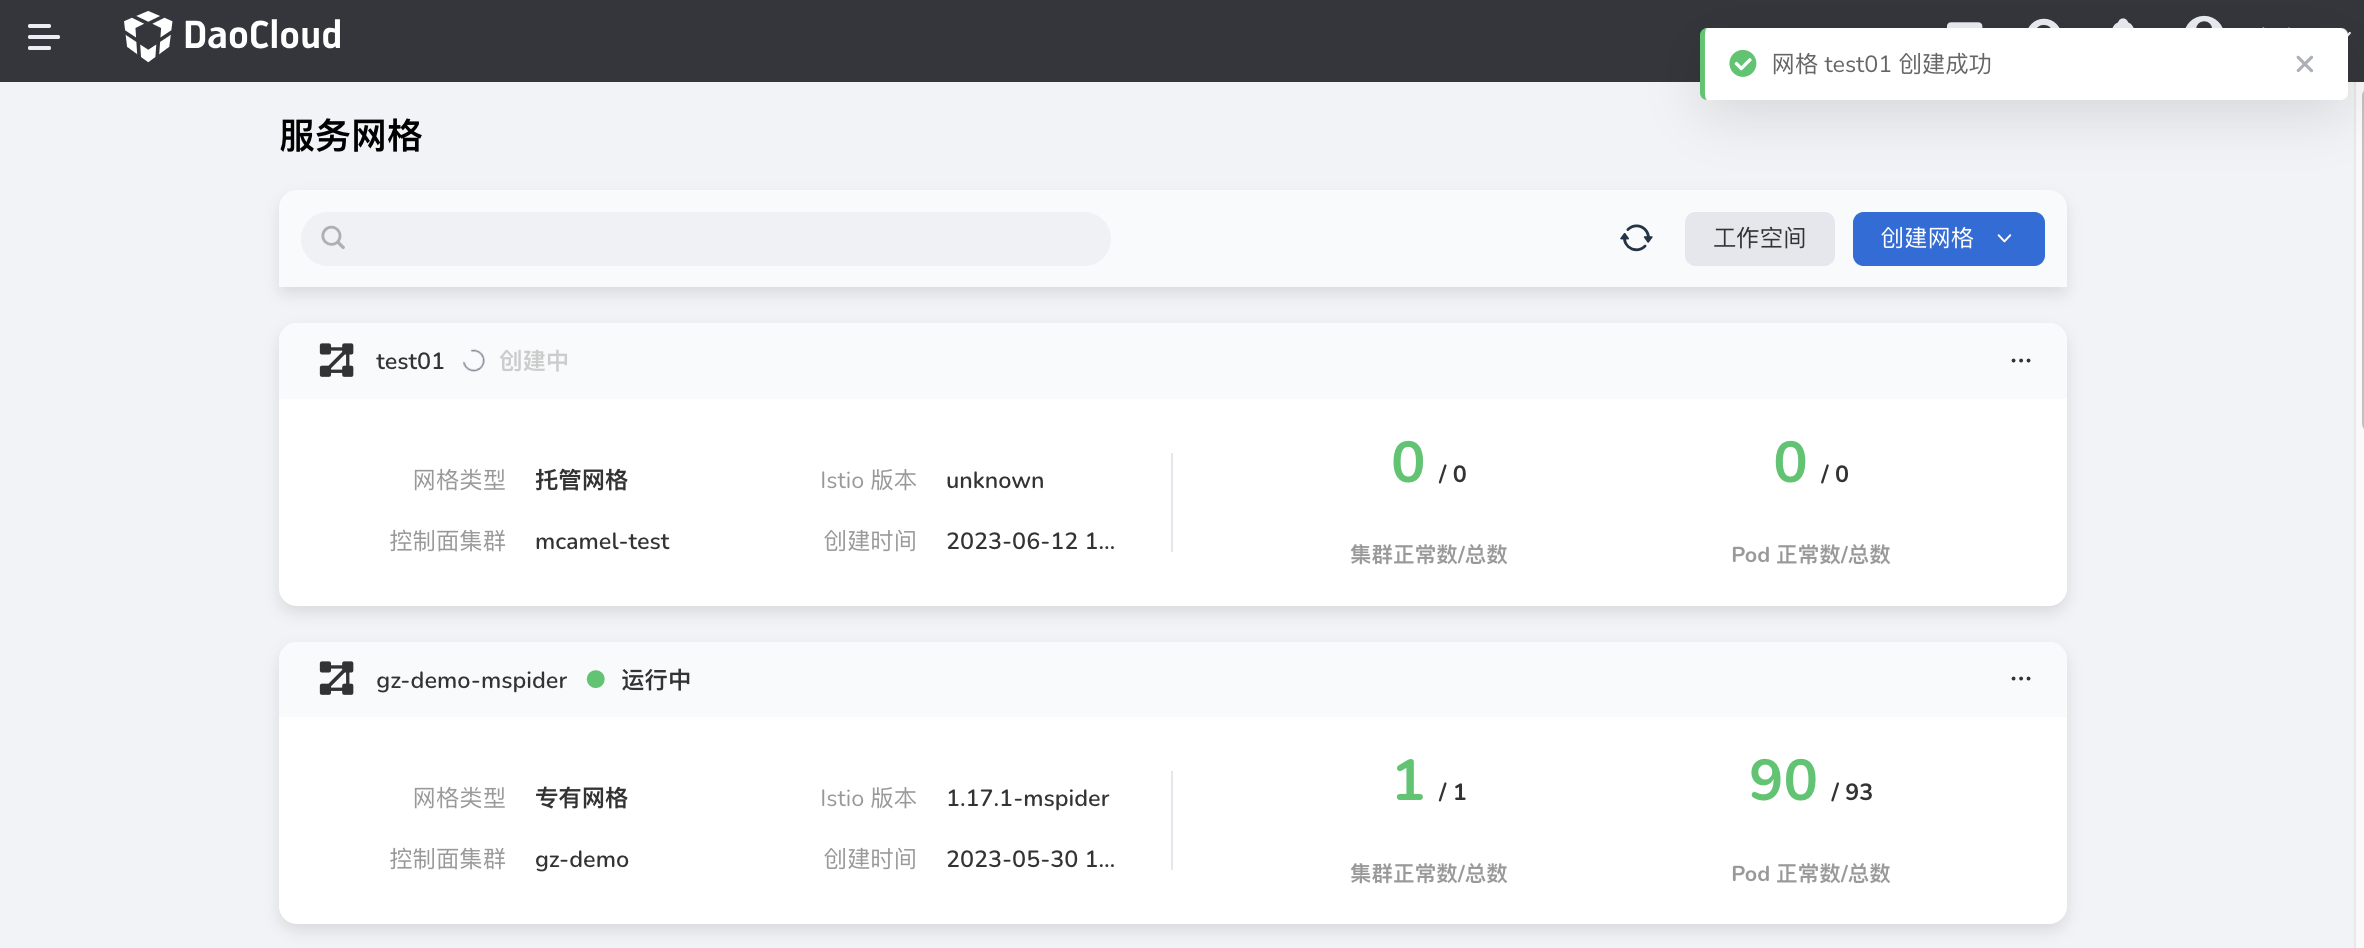 DaoCloud
网格 test01 创建成功
服务网格
工作空间
创建网格
test01 创建中
网格类型 托管网格 Istio 版本 unknown
控制面集群 mcamel-test 创建时间 2023-06-12 1...
0 / 0
集群正常数/总数
0 / 0
Pod 正常数/总数
gz-demo-mspider 运行中
网格类型 专有网格 Istio 版本 1.17.1-mspider
控制面集群 gz-demo 创建时间 2023-05-30 1...
1 / 1
集群正常数/总数
90 / 93
Pod 正常数/总数